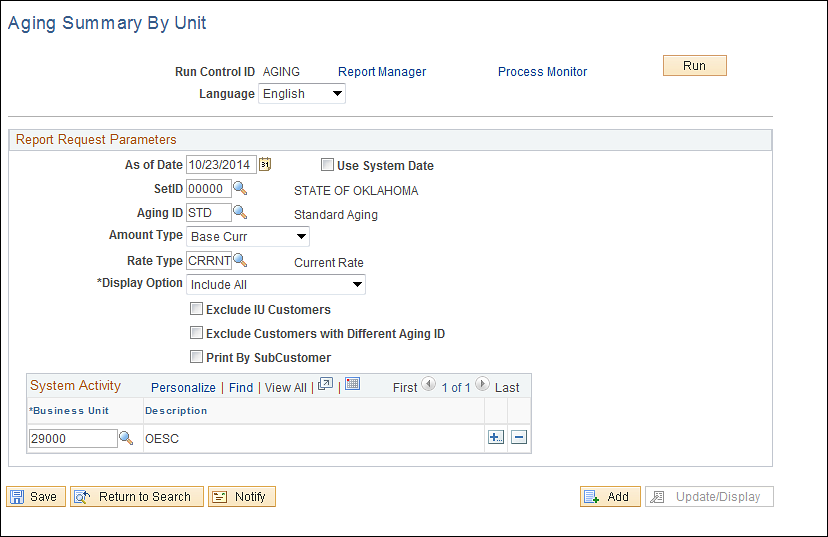 Aging Summary By Unit
Run Control ID AGING Report Manager Process Monitor Run
Language English
Report Request Parameters
As of Date 10/23/2014 31 Use System Date
SetID 00000 STATE OF OKLAHOMA
Aging ID STD Standard Aging
Amount Type Base Curr
Rate Type CRRNT Current Rate
*Display Option Include All
Exclude IU Customers
Exclude Customers with Different Aging ID
Print By SubCustomer
System Activity Personalize | Find | View All | | First 1 of 1 Last
*Business Unit Description
29000 OESC
Save Return to Search Notify Add Update/Display